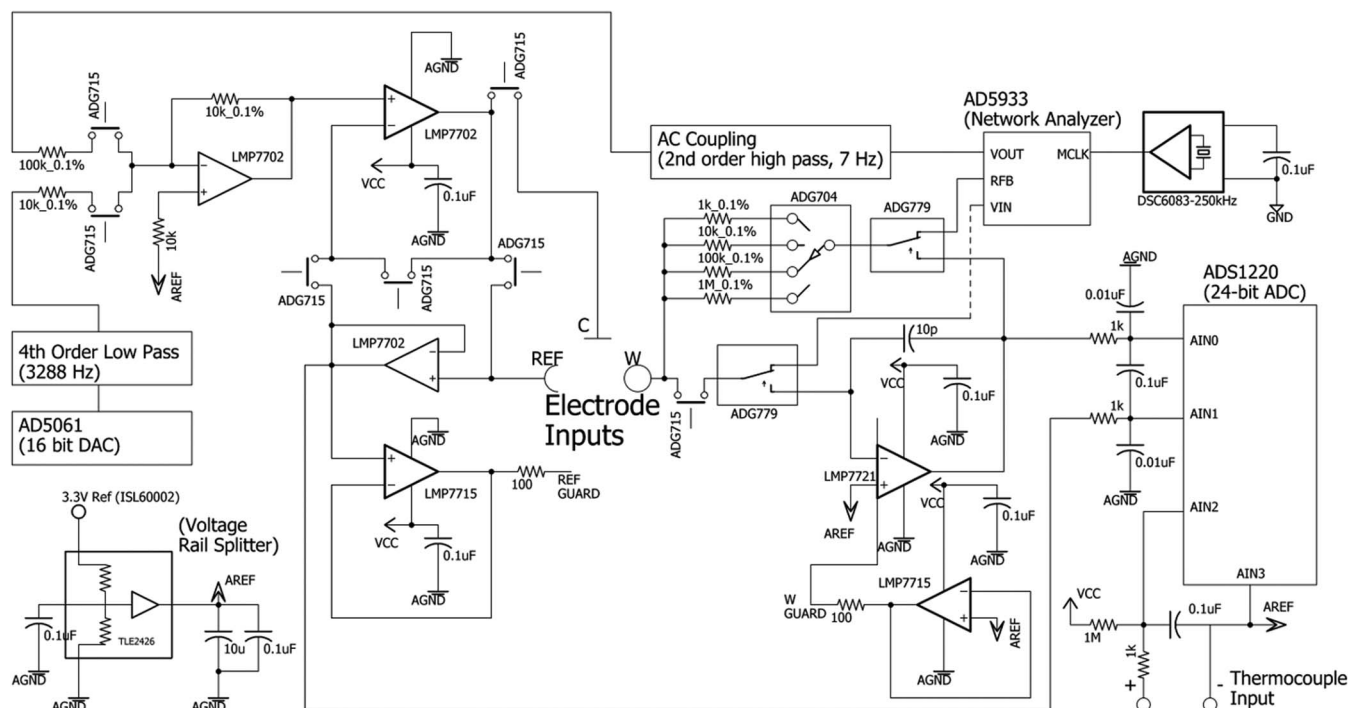 ADG715
AGND
ADG715
10k_0.1%
LMP7702
AD5933
(Network Analyzer)
AC Coupling
(2nd order high pass, 7 Hz)
VOUT
MCLK
RFB
VIN
100k_0.1%
LMP7702
VCC
0.1uF
0.1uF
DSC6083-250kHz
GND
10k_0.1%
ADG715
10k
AREF
AGND
ADG704
ADG779
1k_0.1%
10k_0.1%
100k_0.1%
1M_0.1%
ADG715
ADG715
ADG715
AGND
ADS1220
(24-bit ADC)
0.01uF
1k
AIN0
4th Order Low Pass
(3288 Hz)
LMP7702
C
REF
W
Electrode
Inputs
10p
VCC
0.1uF
AGND
0.1uF
1k
AIN1
ADG779
ADG715
AD5061
(16 bit DAC)
AGND
LMP7715
100
REF
GUARD
VCC
0.1uF
AGND
LMP7721
AREF
AGND
VCC
0.1uF
AGND
0.01uF
AGND
AIN2
3.3V Ref (ISL60002)
(Voltage
Rail Splitter)
AREF
TLE2426
0.1uF
AGND
10u
0.1uF
AGND
AGND
LMP7715
W
GUARD
100
AREF
AGND
AIN3
VCC
1M
0.1uF
AREF
1k
+
-
Thermocouple
Input